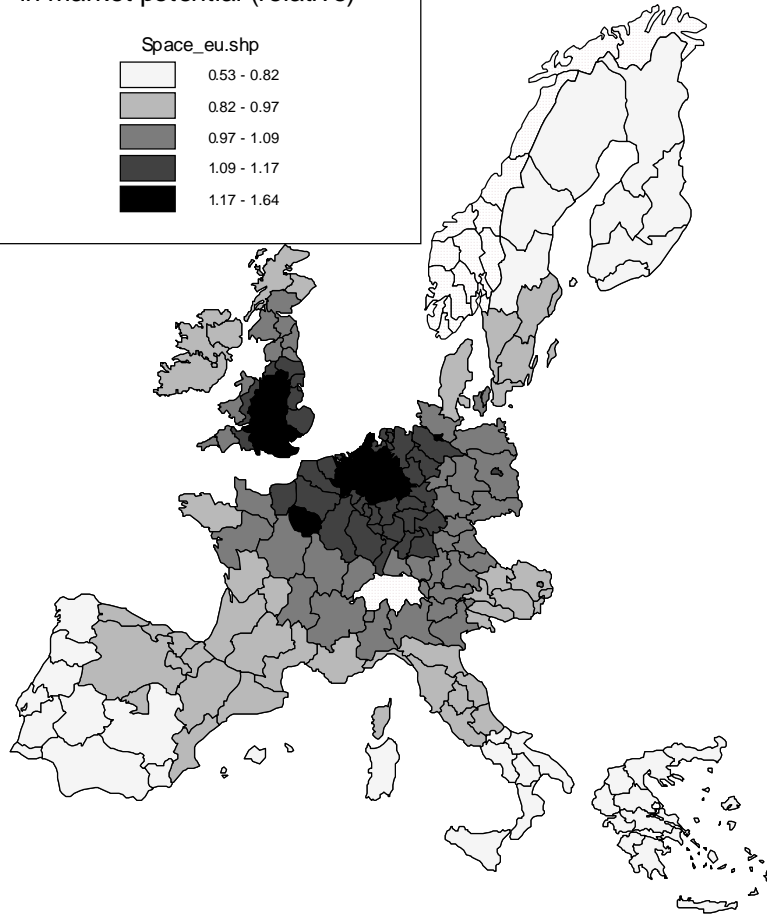 in market potential (relative)
Space_eu.shp
0.53 - 0.82
0.82 - 0.97
0.97 - 1.09
1.09 - 1.17
1.17 - 1.64